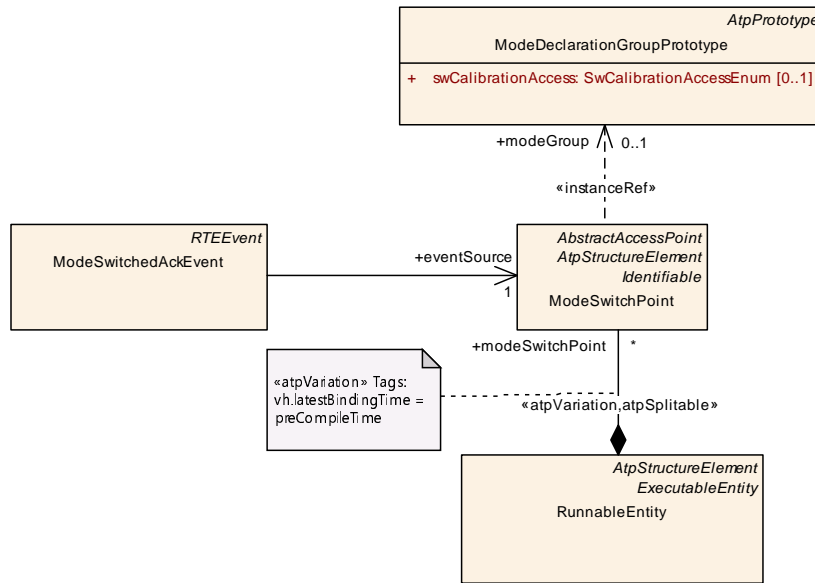 AtpPrototype
ModeDeclarationGroupPrototype
+ swCalibrationAccess: SwCalibrationAccessEnum [0..1]
+modeGroup 0..1
«instanceRef»
RTEEvent
ModeSwitchedAckEvent
+eventSource
1
AbstractAccessPoint
AtpStructureElement
Identifiable
ModeSwitchPoint
+modeSwitchPoint *
«atpVariation» Tags:
vh.latestBindingTime =
preCompileTime
«atpVariation,atpSplitable»
AtpStructureElement
ExecutableEntity
RunnableEntity